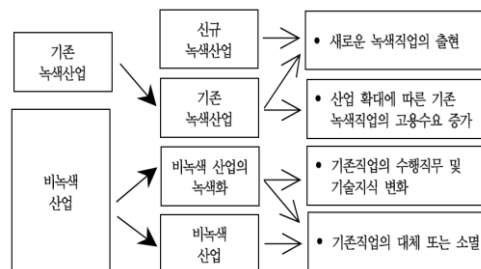 기존
녹색산업
비녹색
산업
신규
녹색산업
기존
녹색산업
비녹색 산업의
녹색화
비녹색
산업
• 새로운 녹색직업의 출현
• 산업 확대에 따른 기존
녹색직업의 고용수요 증가
• 기존직업의 수행직무 및
기술지식 변화
• 기존직업의 대체 또는 소멸